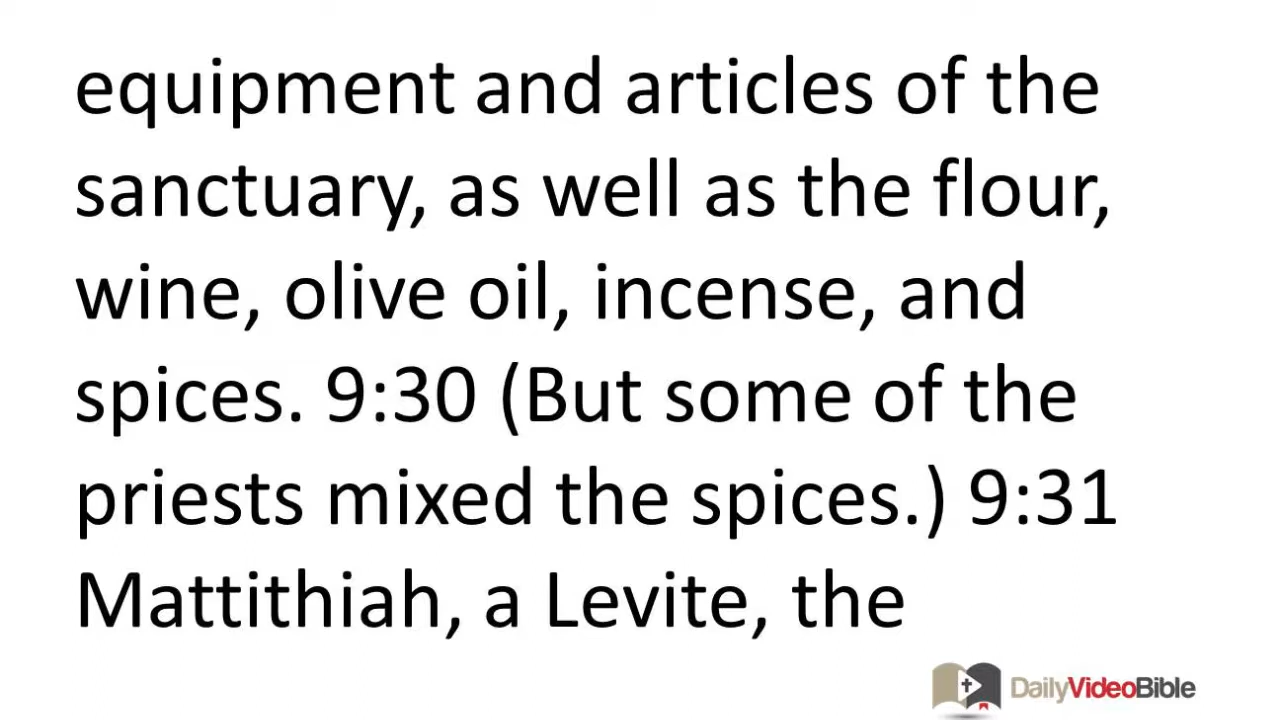 equipment and articles of the
sanctuary, as well as the flour,
wine, olive oil, incense, and
spices. 9:30 (But some of the
priests mixed the spices.) 9:31
Mattithiah, a Levite, the
DailyVideoBible